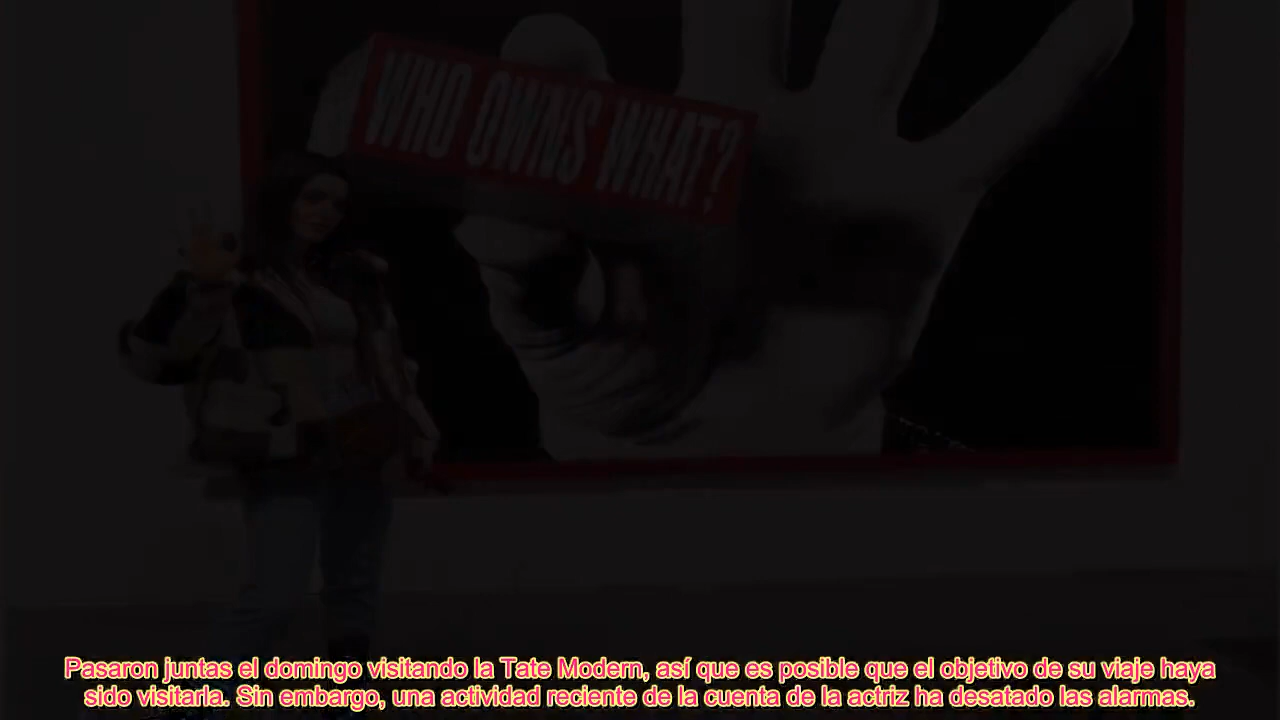 WHO OWNS WHAT?
Pasaron juntas el domingo visitando la Tate Modern, así que es posible que el objetivo de su viaje haya
sido visitarla. Sin embargo, una actividad reciente de la cuenta de la actriz ha desatado las alarmas.